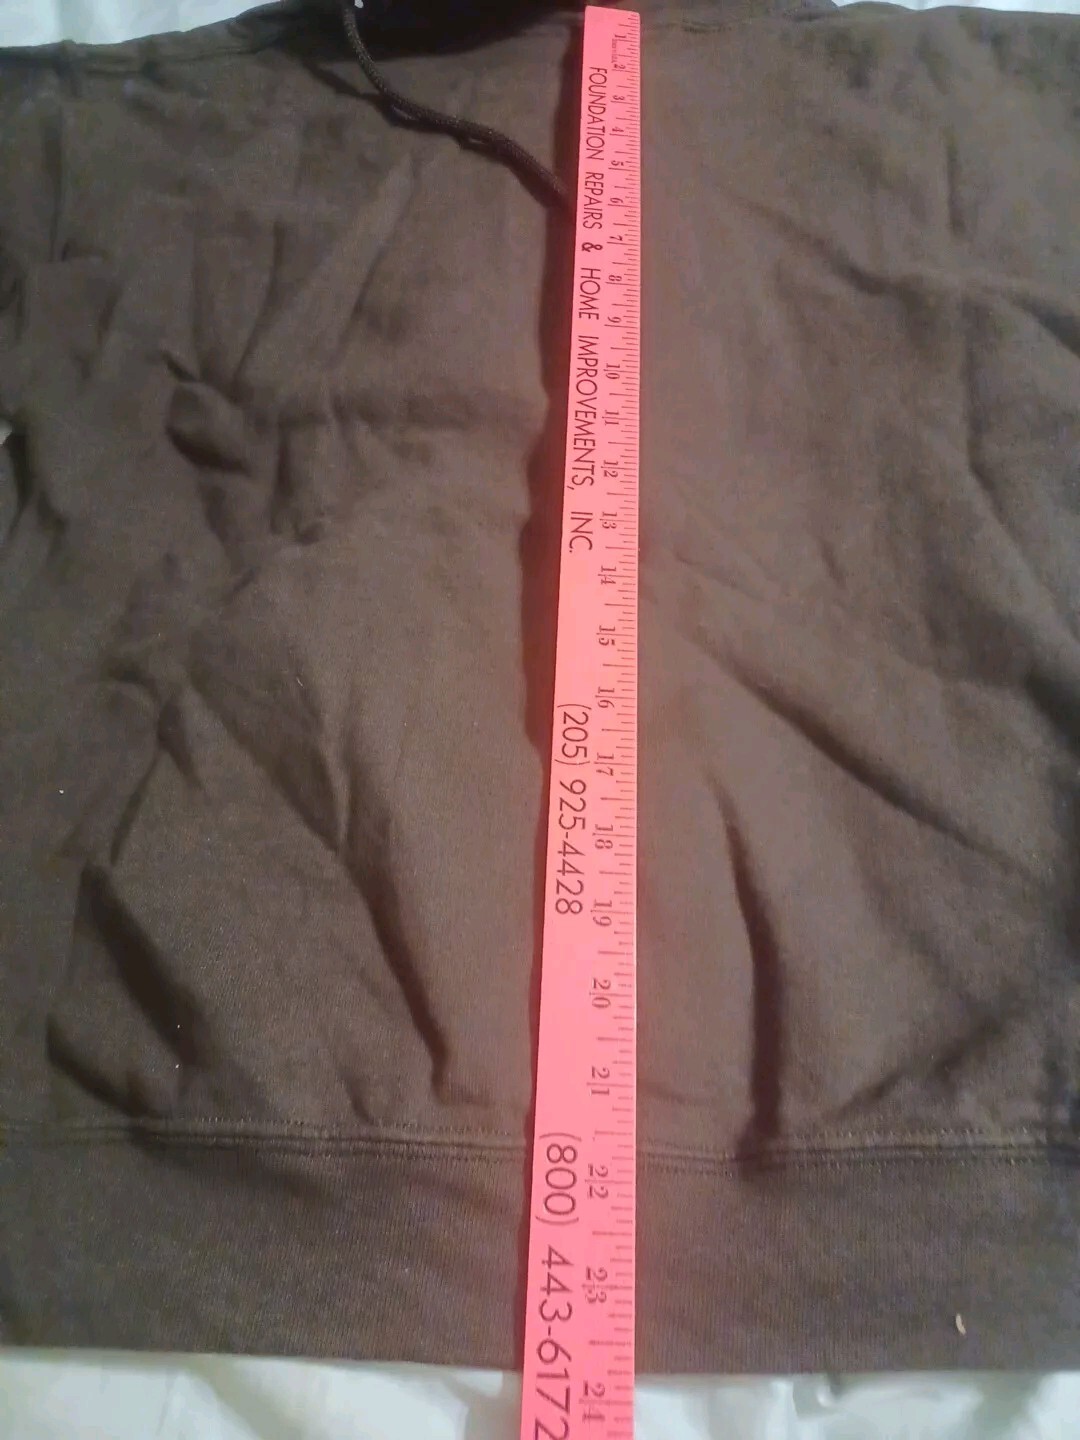 FOUNDATION REPAIRS & HOME IMPROVEMENTS, INC. (205) 925-4428 (800) 443-6172
1 2 3 4 5 6 7 8 9 10 11 12 13 14 15 16 17 18 19 20 21 22 23 24